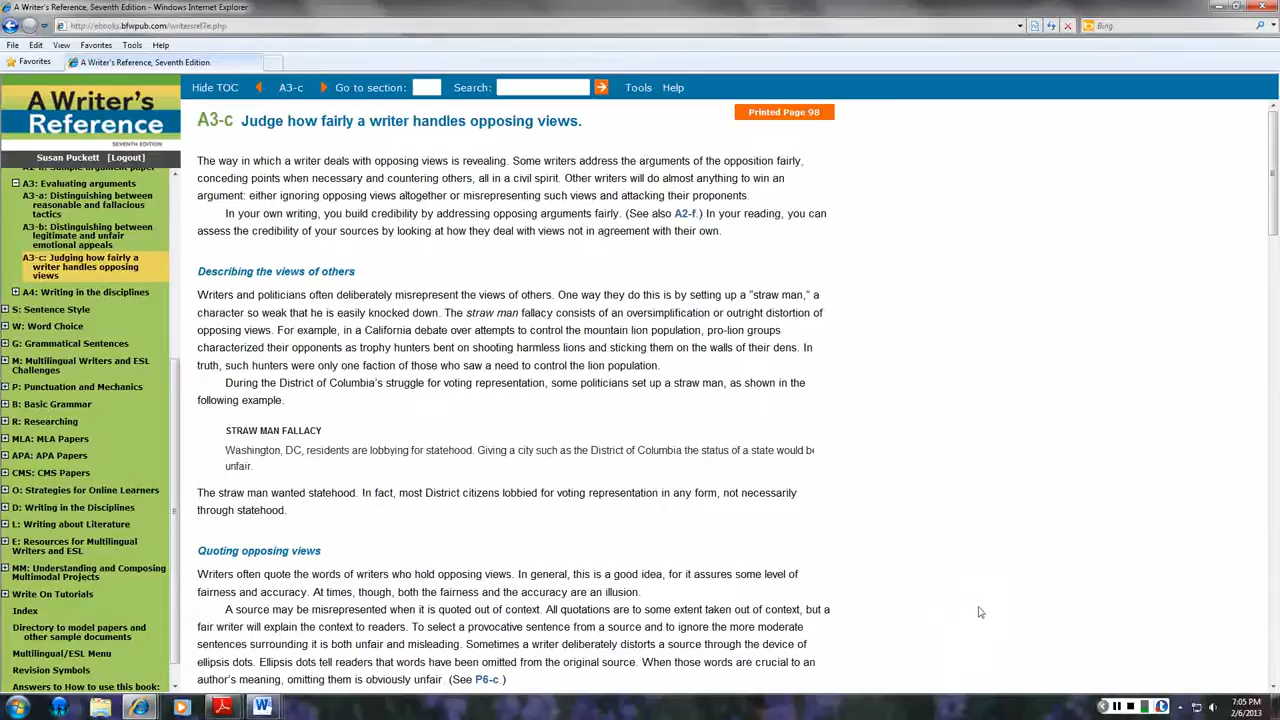 A Writer's Reference, Seventh Edition - Windows Internet Explorer
http://ebooks.bfwpub.com/writersref7e.php
Bing
File Edit View Favorites Tools Help
Favorites
A Writer's Reference, Seventh Edition
A Writer's
Reference
SEVENTH EDITION
Susan Puckett [Logout]
A3: Evaluating arguments
A3-a: Distinguishing between
reasonable and fallacious
tactics
A3-b: Distinguishing between
legitimate and unfair
emotional appeals
A3-c: Judging how fairly a
writer handles opposing
views
A4: Writing in the disciplines
S: Sentence Style
W: Word Choice
G: Grammatical Sentences
M: Multilingual Writers and ESL
Challenges
P: Punctuation and Mechanics
B: Basic Grammar
R: Researching
MLA: MLA Papers
APA: APA Papers
CMS: CMS Papers
O: Strategies for Online Learners
D: Writing in the Disciplines
L: Writing about Literature
E: Resources for Multilingual
Writers and ESL
MM: Understanding and Composing
Multimodal Projects
Write On Tutorials
Index
Directory to model papers and
other sample documents
Multilingual/ESL Menu
Revision Symbols
Answers to How to use this book:
Hide TOC A3-c Go to section: Search: Tools Help
Printed Page 98
A3-c Judge how fairly a writer handles opposing views.
The way in which a writer deals with opposing views is revealing. Some writers address the arguments of the opposition fairly,
conceding points when necessary and countering others, all in a civil spirit. Other writers will do almost anything to win an
argument: either ignoring opposing views altogether or misrepresenting such views and attacking their proponents.
In your own writing, you build credibility by addressing opposing arguments fairly. (See also A2-f.) In your reading, you can
assess the credibility of your sources by looking at how they deal with views not in agreement with their own.
Describing the views of others
Writers and politicians often deliberately misrepresent the views of others. One way they do this is by setting up a "straw man," a
character so weak that he is easily knocked down. The straw man fallacy consists of an oversimplification or outright distortion of
opposing views. For example, in a California debate over attempts to control the mountain lion population, pro-lion groups
characterized their opponents as trophy hunters bent on shooting harmless lions and sticking them on the walls of their dens. In
truth, such hunters were only one faction of those who saw a need to control the lion population.
During the District of Columbia's struggle for voting representation, some politicians set up a straw man, as shown in the
following example.
STRAW MAN FALLACY
Washington, DC, residents are lobbying for statehood. Giving a city such as the District of Columbia the status of a state would be
unfair.
The straw man wanted statehood. In fact, most District citizens lobbied for voting representation in any form, not necessarily
through statehood.
Quoting opposing views
Writers often quote the words of writers who hold opposing views. In general, this is a good idea, for it assures some level of
fairness and accuracy. At times, though, both the fairness and the accuracy are an illusion.
A source may be misrepresented when it is quoted out of context. All quotations are to some extent taken out of context, but a
fair writer will explain the context to readers. To select a provocative sentence from a source and to ignore the more moderate
sentences surrounding it is both unfair and misleading. Sometimes a writer deliberately distorts a source through the device of
ellipsis dots. Ellipsis dots tell readers that words have been omitted from the original source. When those words are crucial to an
author's meaning, omitting them is obviously unfair. (See P6-c.)
7:05 PM
2/6/2013